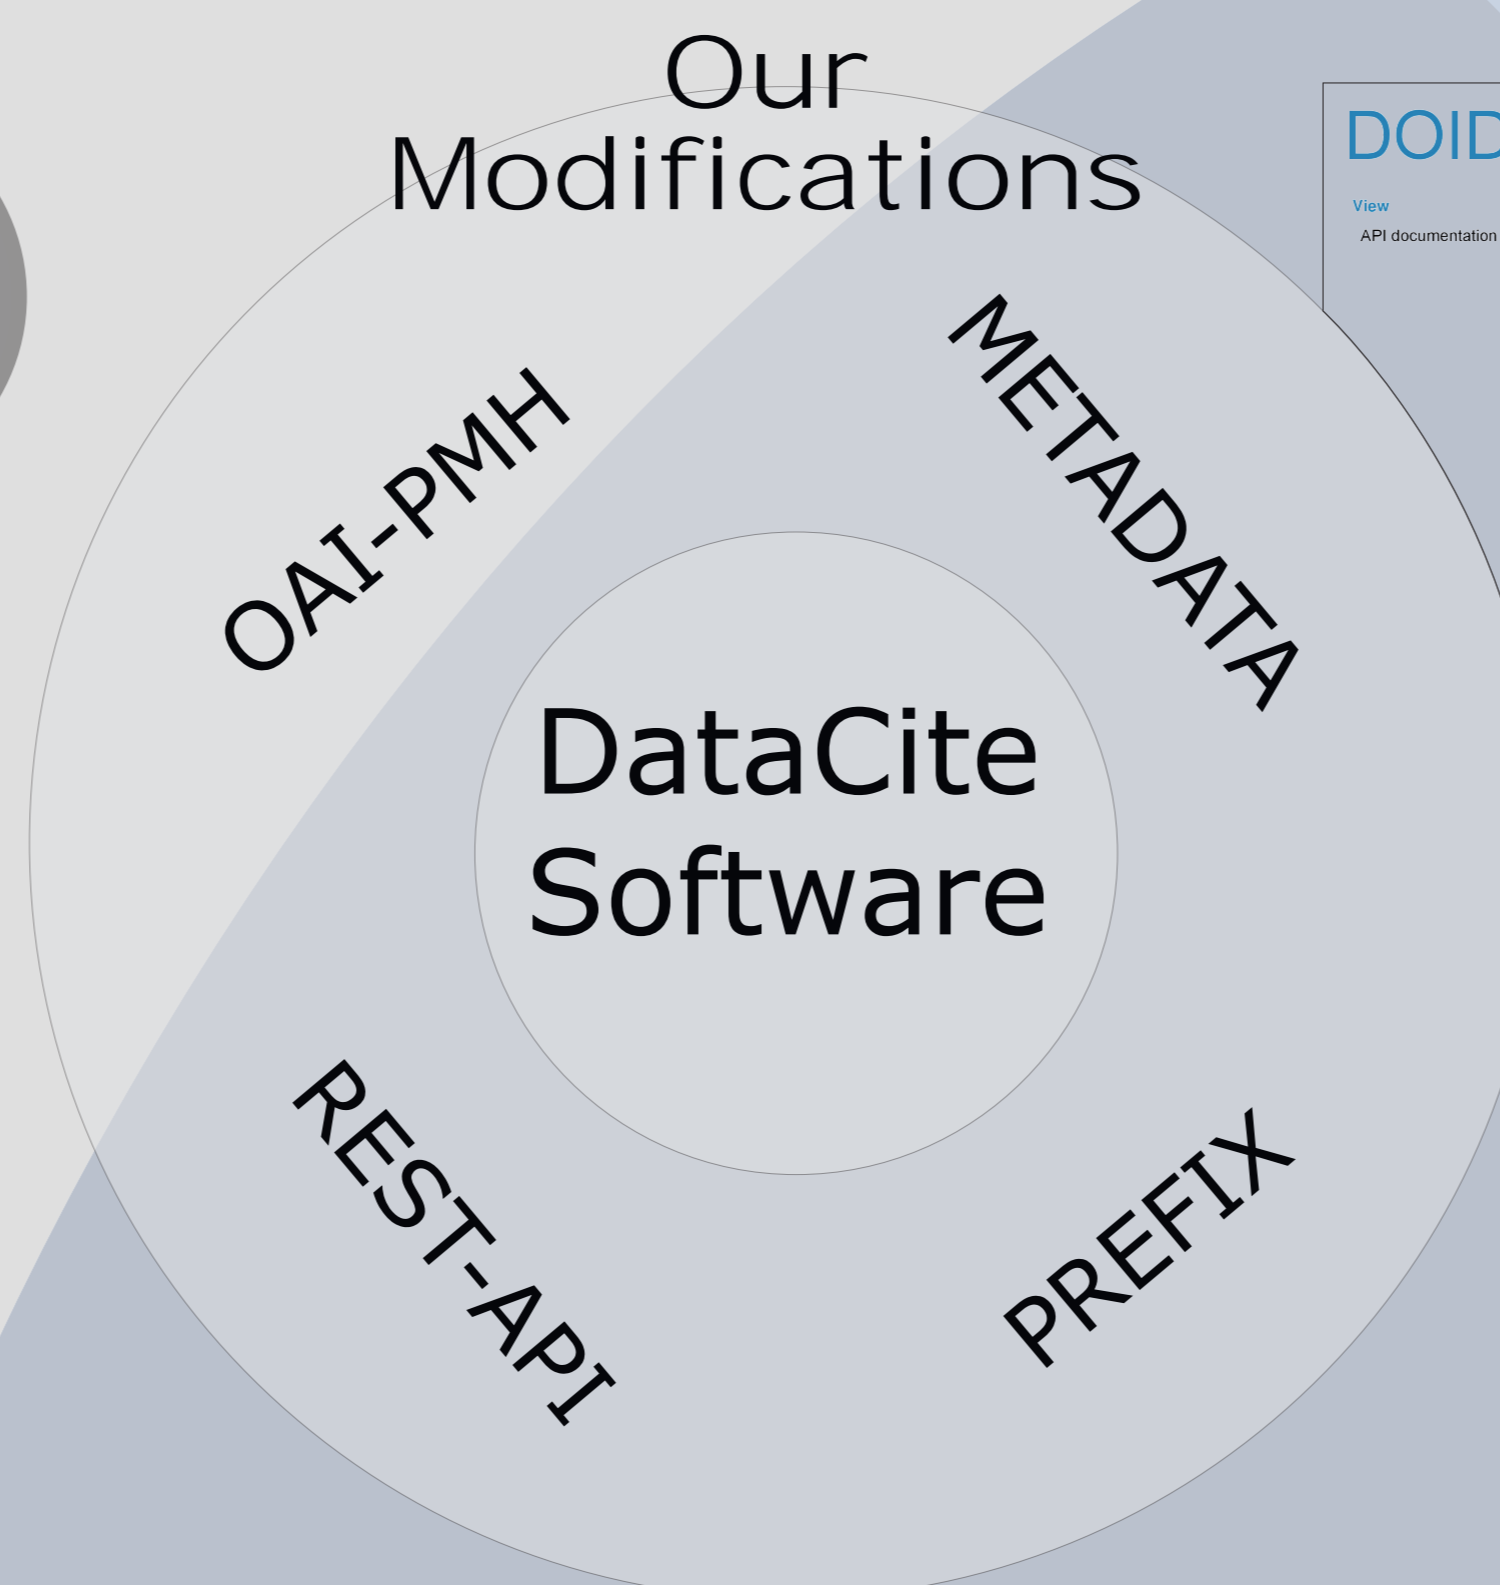 Our
Modifications
DOID
View
API documentation
OAI-PMH
METADATA
DataCite
Software
REST-API
PREFIX